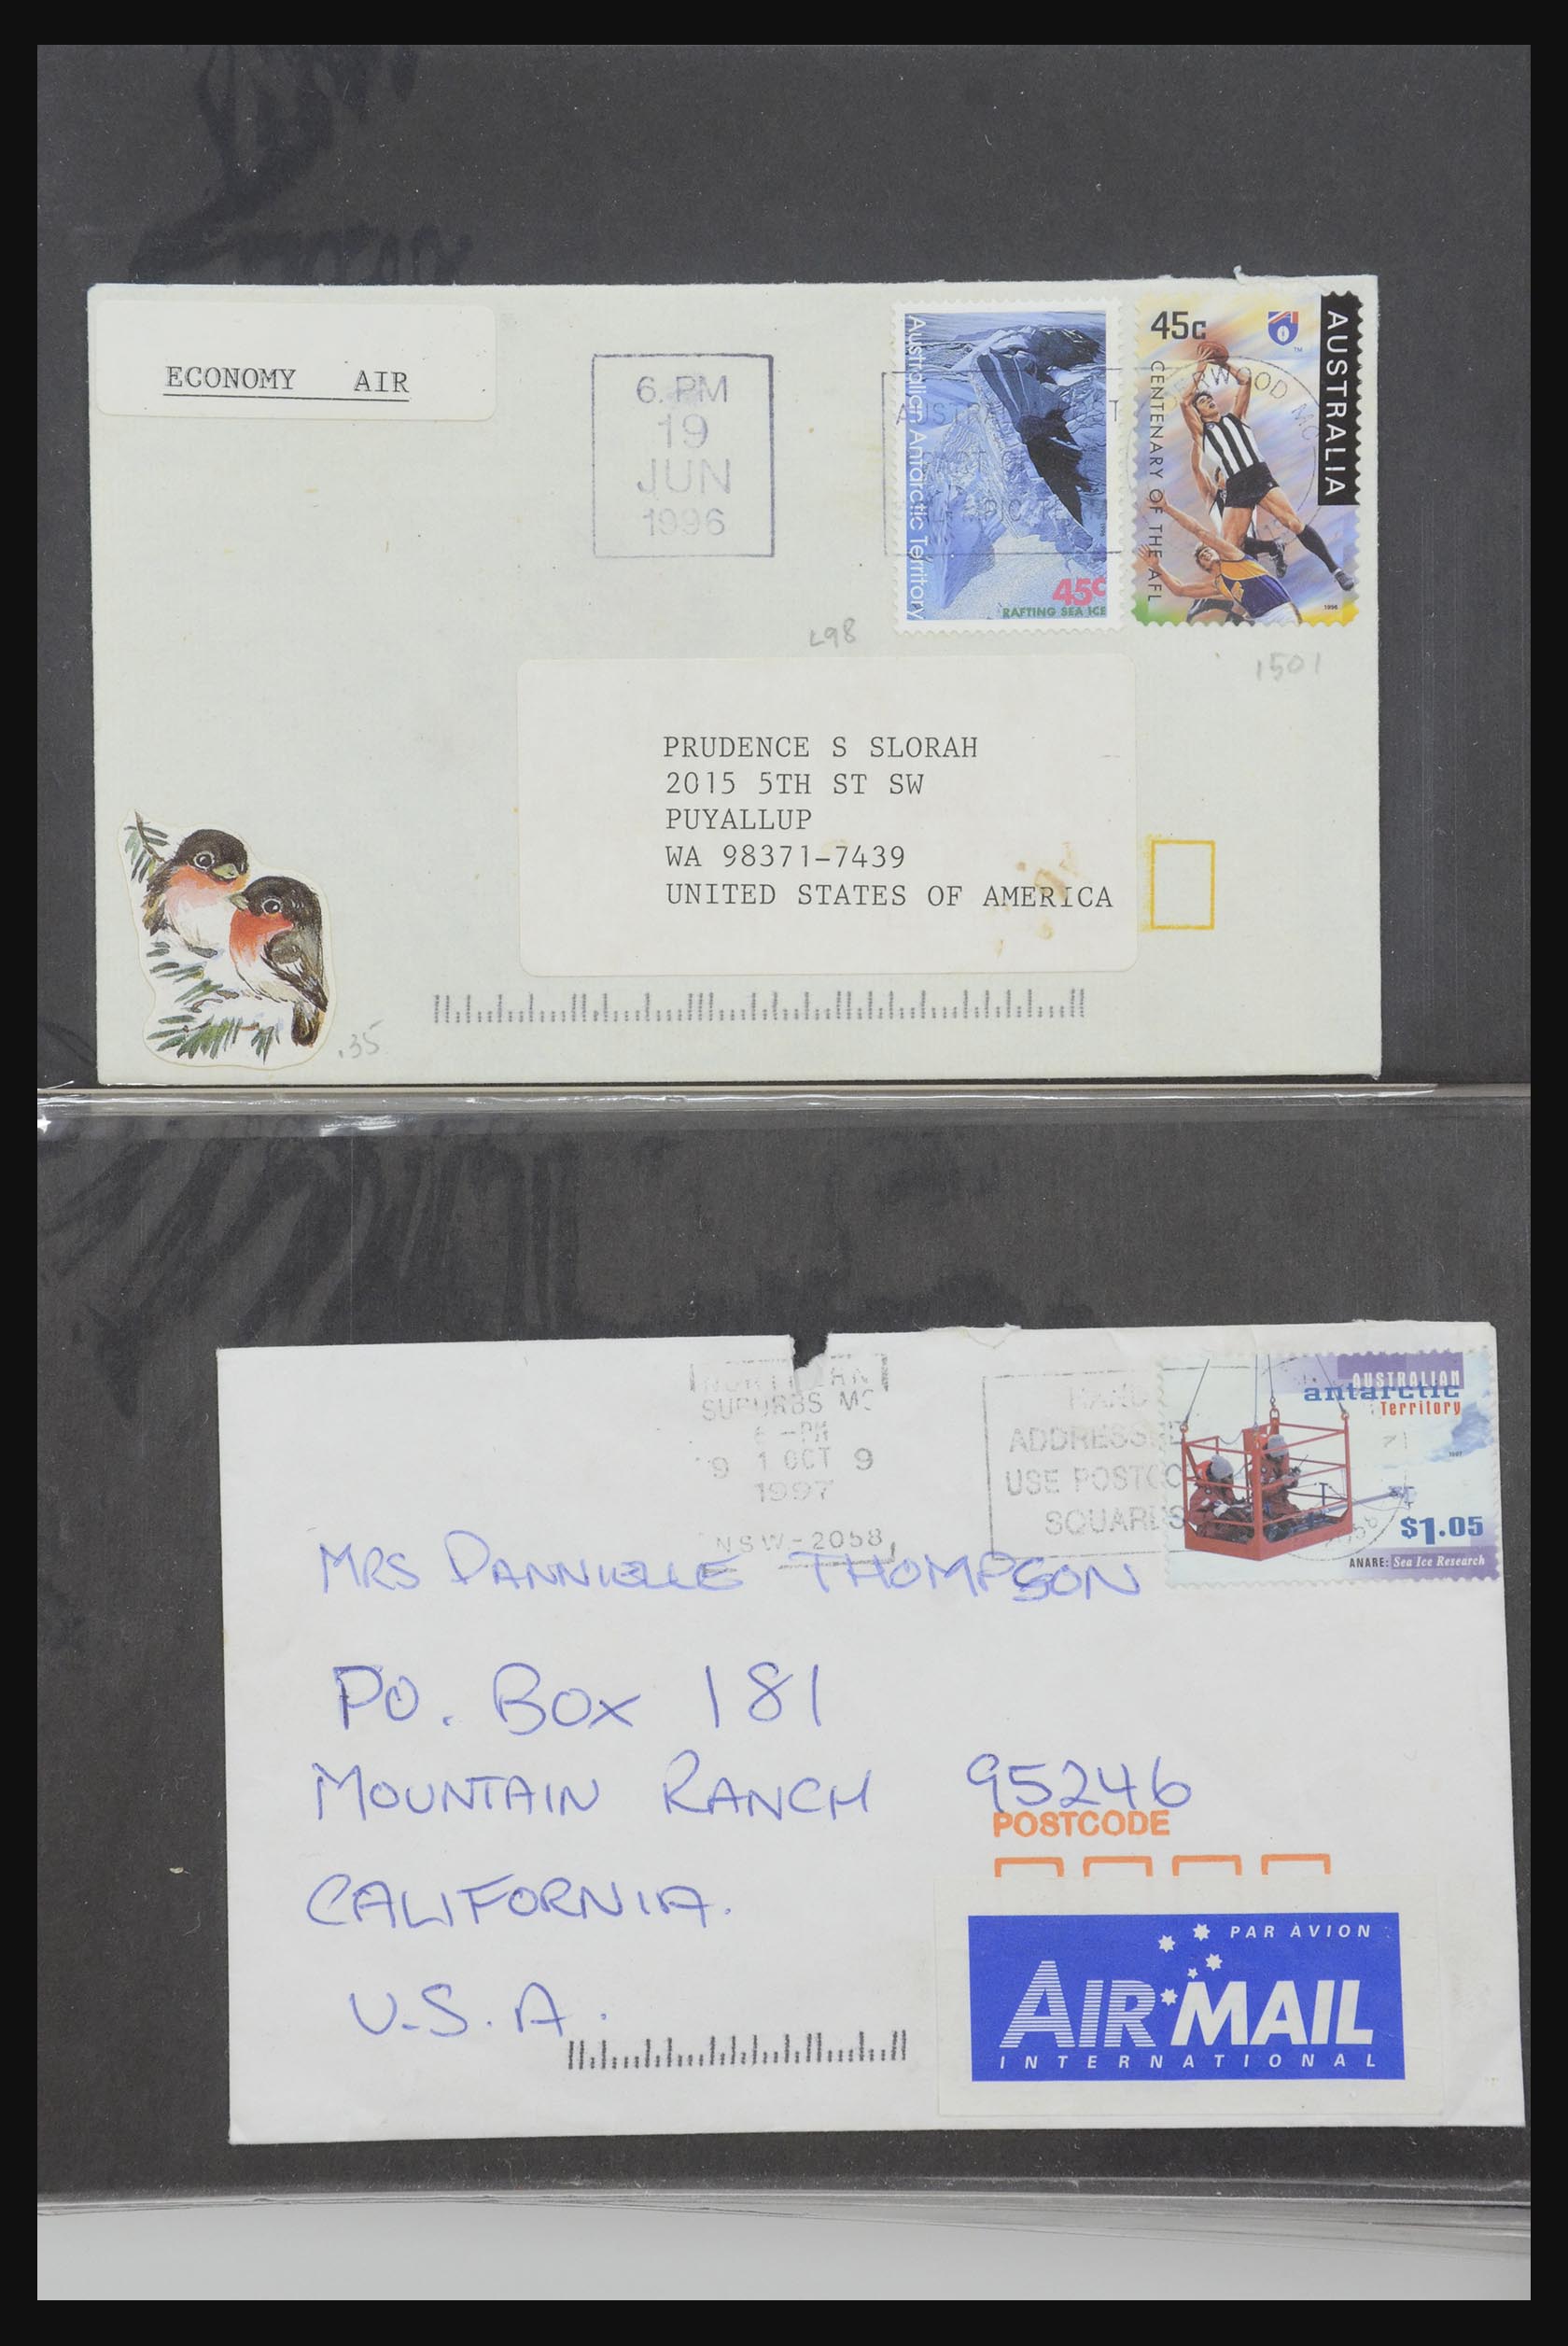 ECONOMY AIR
6. PM
19
JUN
1996
Australian Antarctic Territory
45c
RAFTING SEA ICE
45c
AUSTRALIA
CENTENARY OF THE AFL
1996
L98
1501
PRUDENCE S SLORAH
2015 5TH ST SW
PUYALLUP
WA 98371-7439
UNITED STATES OF AMERICA
.35
SUBURBS MC
6 -PM
1 OCT 9
1997
NSW-2058
USE POSTC
SQUARES
AUSTRALIAN
antarctic
Territory
1997
$1.05
ANARE: Sea Ice Research
MRS DANNIELLE THOMPSON
PO. BOX 181
MOUNTAIN RANCH 95246
POSTCODE
CALIFORNIA.
U.S.A.
PAR AVION
AIR MAIL
INTERNATIONAL